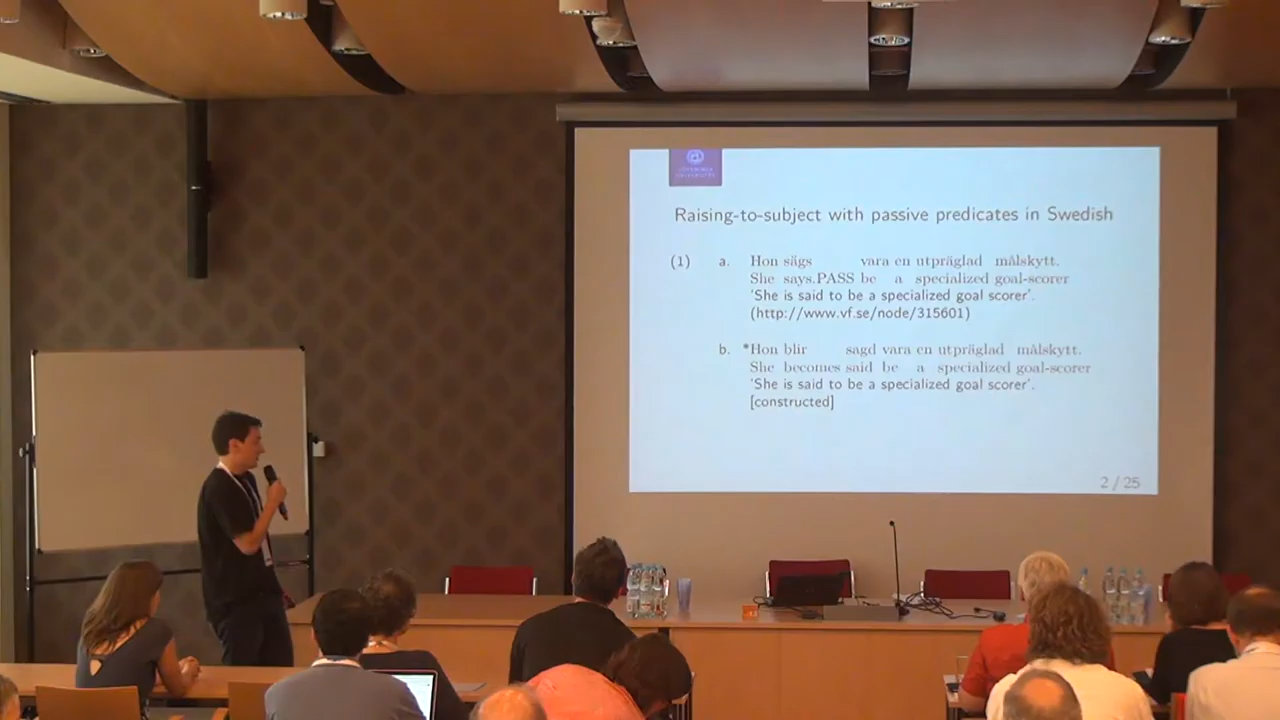 GÖTEBORGS
UNIVERSITET
Raising-to-subject with passive predicates in Swedish
(1) a. Hon sägs vara en utpräglad målskytt.
She says.PASS be a specialized goal-scorer
'She is said to be a specialized goal scorer'.
(http://www.vf.se/node/315601)
b. *Hon blir sagd vara en utpräglad målskytt.
She becomes said be a specialized goal-scorer
'She is said to be a specialized goal scorer'.
[constructed]
2 / 25